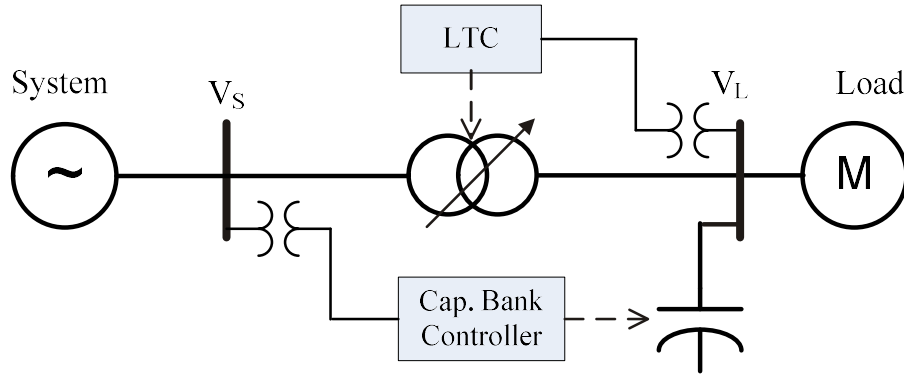 LTC
System
V_S
V_L
Load
~
M
Cap. Bank
Controller